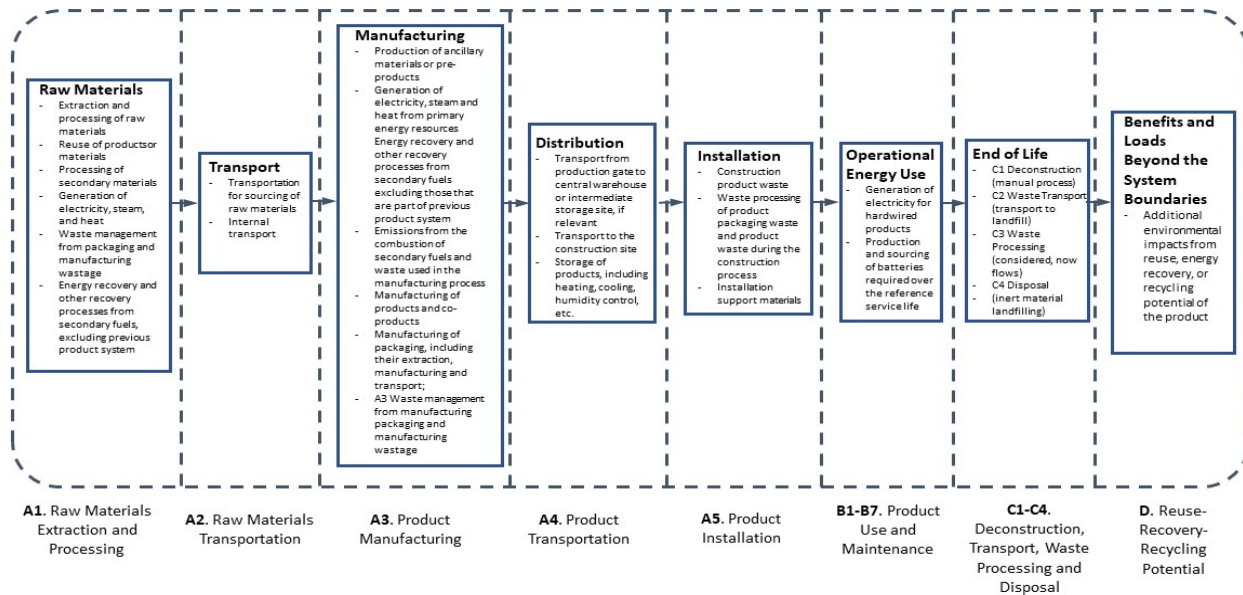 Raw Materials
- Extraction and
processing of raw
materials
- Reuse of productsor
materials
- Processing of
secondary materials
- Generation of
electricity, steam,
and heat
- Waste management
from packaging and
manufacturing
wastage
- Energy recovery and
other recovery
processes from
secondary fuels,
excluding previous
product system
Transport
- Transportation
for sourcing of
raw materials
- Internal
transport
Manufacturing
- Production of ancillary
materials or pre-
products
- Generation of
electricity, steam and
heat from primary
energy resources
Energy recovery and
other recovery
processes from
secondary fuels
excluding those that
are part of previous
product system
- Emissions from the
combustion of
secondary fuels and
waste used in the
manufacturing process
- Manufacturing of
products and co-
products
- Manufacturing of
packaging, including
their extraction,
manufacturing and
transport;
- A3 Waste management
from manufacturing
packaging and
manufacturing
wastage
Distribution
- Transport from
production gate to
central warehouse
or intermediate
storage site, if
relevant
- Transport to the
construction site
- Storage of
products, including
heating, cooling,
humidity control,
etc.
Installation
- Construction
product waste
- Waste processing of
product
packaging waste and
product waste
during the
construction
process
- Installation
support materials
Operational
Energy Use
- Generation of
electricity for
hardwired
products
- Production
and sourcing
of batteries
required over
the reference
service life
End of Life
- C1 Deconstruction
(manual process)
- C2 Waste Transport
(transport to
landfill)
- C3 Waste
Processing
(considered, now
flows)
- C4 Disposal
- (inert material
landfilling)
Benefits and
Loads
Beyond the
System
Boundaries
- Additional
environmental
impacts from
reuse, energy
recovery, or
recycling
potential of
the product
A1. Raw Materials
Extraction and
Processing
A2. Raw Materials
Transportation
A3. Product
Manufacturing
A4. Product
Transportation
A5. Product
Installation
B1-B7. Product
Use and
Maintenance
C1-C4.
Deconstruction,
Transport, Waste
Processing and
Disposal
D. Reuse-
Recovery-
Recycling
Potential